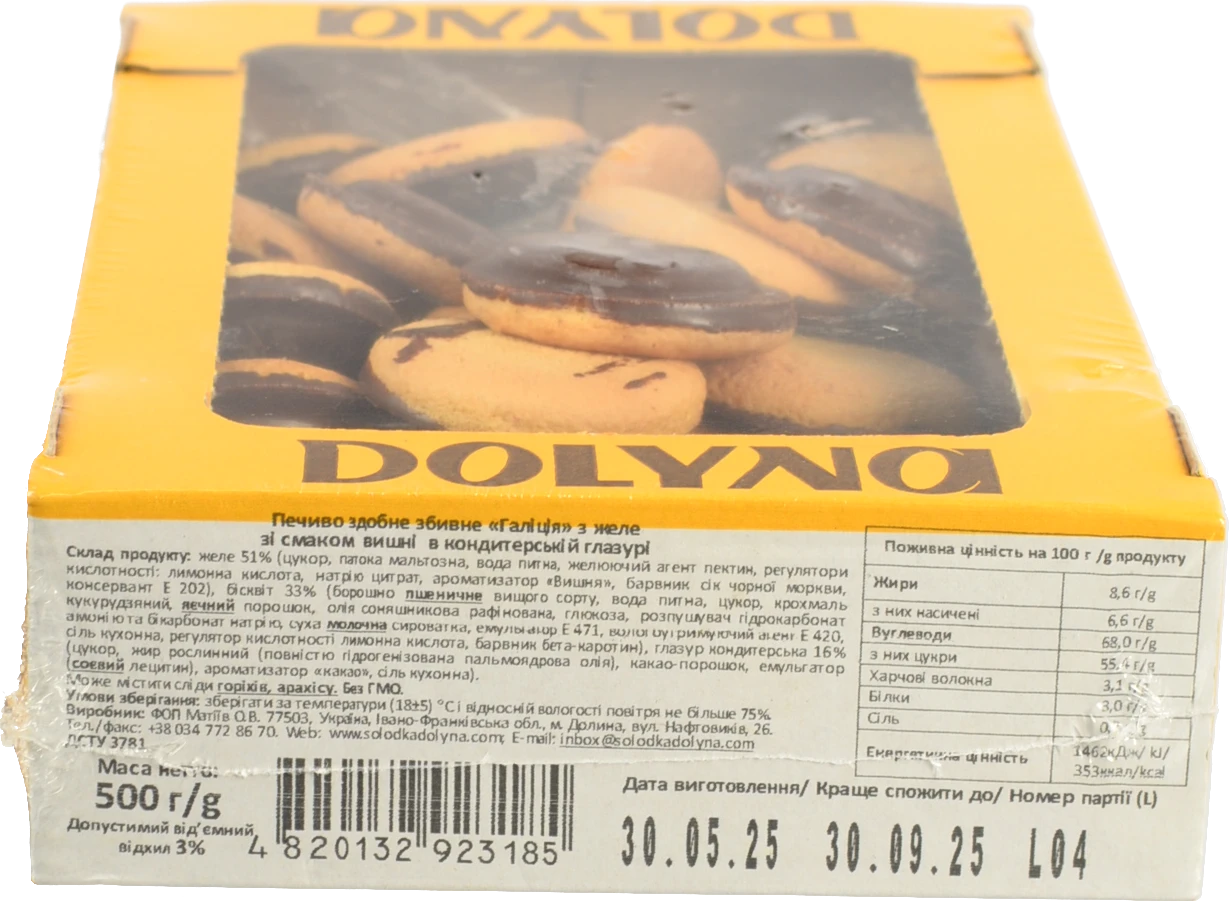 DOLYNA
DOLYNA
Печиво здобне збивне «Галіція» з желе
зі смаком вишні в кондитерській глазурі
Склад продукту: желе 51% (цукор, патока мальтозна, вода питна, желюючий агент пектин, регулятори
кислотності: лимонна кислота, натрію цитрат, ароматизатор «Вишня», барвник сік чорної моркви,
консервант Е 202), бісквіт 33% (борошно пшеничне вищого сорту, вода питна, цукор, крохмаль
кукурудзяний, яєчний порошок, олія соняшникова рафінована, глюкоза, розпушувач гідрокарбонат
амонію та бікарбонат натрію, суха молочна сироватка, емульгатор Е 471, вологоутримуючий агент Е 420,
сіль кухонна, регулятор кислотності лимонна кислота, барвник бета-каротин), глазур кондитерська 16%
(цукор, жир рослинний (повністю гідрогенізована пальмоядрова олія), какао-порошок, емульгатор
(соєвий лецитин), ароматизатор «какао», сіль кухонна).
Може містити сліди горіхів, арахісу. Без ГМО.
Умови зберігання: зберігати за температури (18±5) °С і відносній вологості повітря не більше 75%.
Виробник: ФОП Матіїв О.В. 77503, Україна, Івано-Франківська обл., м. Долина, вул. Нафтовиків, 26.
Тел./факс: +38 034 772 86 70. Web: www.solodkadolyna.com; E-mail: inbox@solodkadolyna.com
ДСТУ 3781
Поживна цінність на 100 г /g продукту
Жири 8,6 г/g
з них насичені 6,6 г/g
Вуглеводи 68,0 г/g
з них цукри 55,4 г/g
Харчові волокна 3,1 г/g
Білки 3,0 г/g
Сіль
Енергетична цінність 1462кДж/ kJ/
353ккал/kcal
Маса нетто:
500 г/g
Допустимий від'ємний
відхил 3%
4 820132 923185
Дата виготовлення/ Краще спожити до/ Номер партії (L)
30.05.25 30.09.25 L04